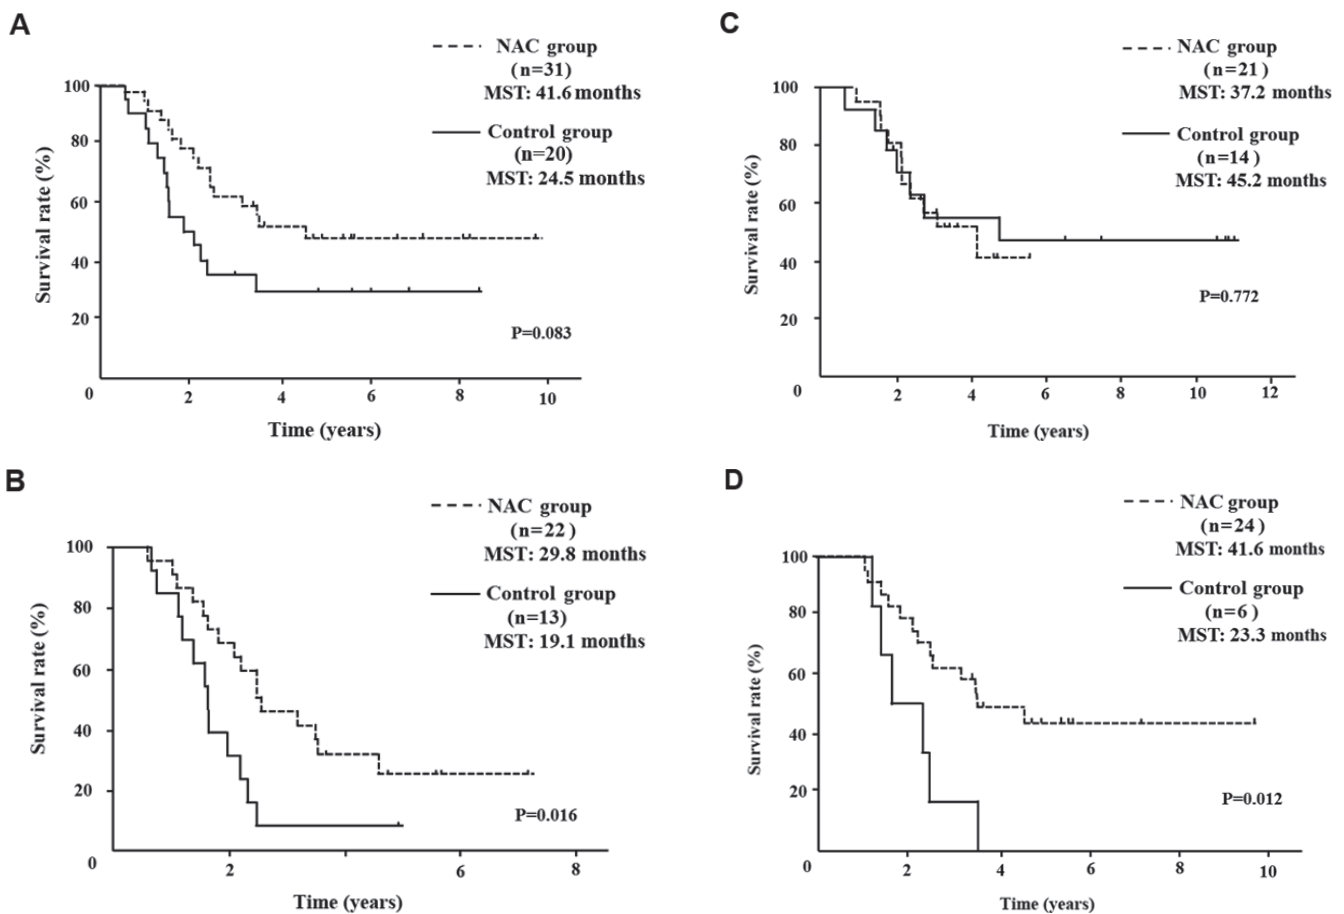 A
NAC group
(n=31)
MST: 41.6 months
Control group
(n=20)
MST: 24.5 months
100
80
60
40
20
0
2
4
6
8
10
Survival rate (%)
P=0.083
Time (years)
C
NAC group
(n=21)
MST: 37.2 months
Control group
(n=14)
MST: 45.2 months
100
80
60
40
20
0
2
4
6
8
10
12
Survival rate (%)
P=0.772
Time (years)
B
NAC group
(n=22 )
MST: 29.8 months
Control group
(n=13)
MST: 19.1 months
100
80
60
40
20
0
2
6
8
Survival rate (%)
P=0.016
Time (years)
D
NAC group
(n=24)
MST: 41.6 months
Control group
(n=6 )
MST: 23.3 months
100
80
60
40
20
0
2
4
6
8
10
Survival rate (%)
P=0.012
Time (years)